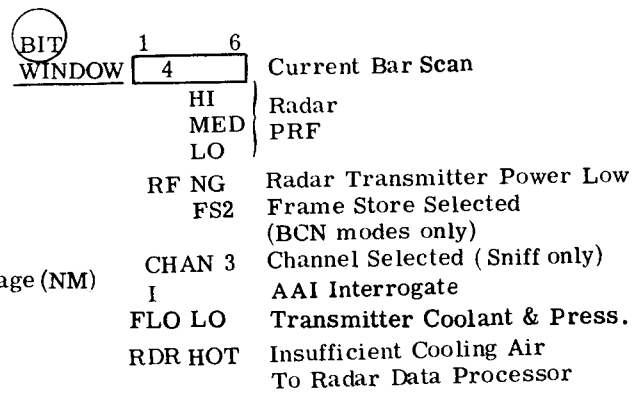 BIT
1 6
WINDOW 4 Current Bar Scan
HI Radar
MED PRF
LO
RF NG Radar Transmitter Power Low
FS2 Frame Store Selected
(BCN modes only)
age (NM) CHAN 3 Channel Selected (Sniff only)
I AAI Interrogate
FLO LO Transmitter Coolant & Press.
RDR HOT Insufficient Cooling Air
To Radar Data Processor